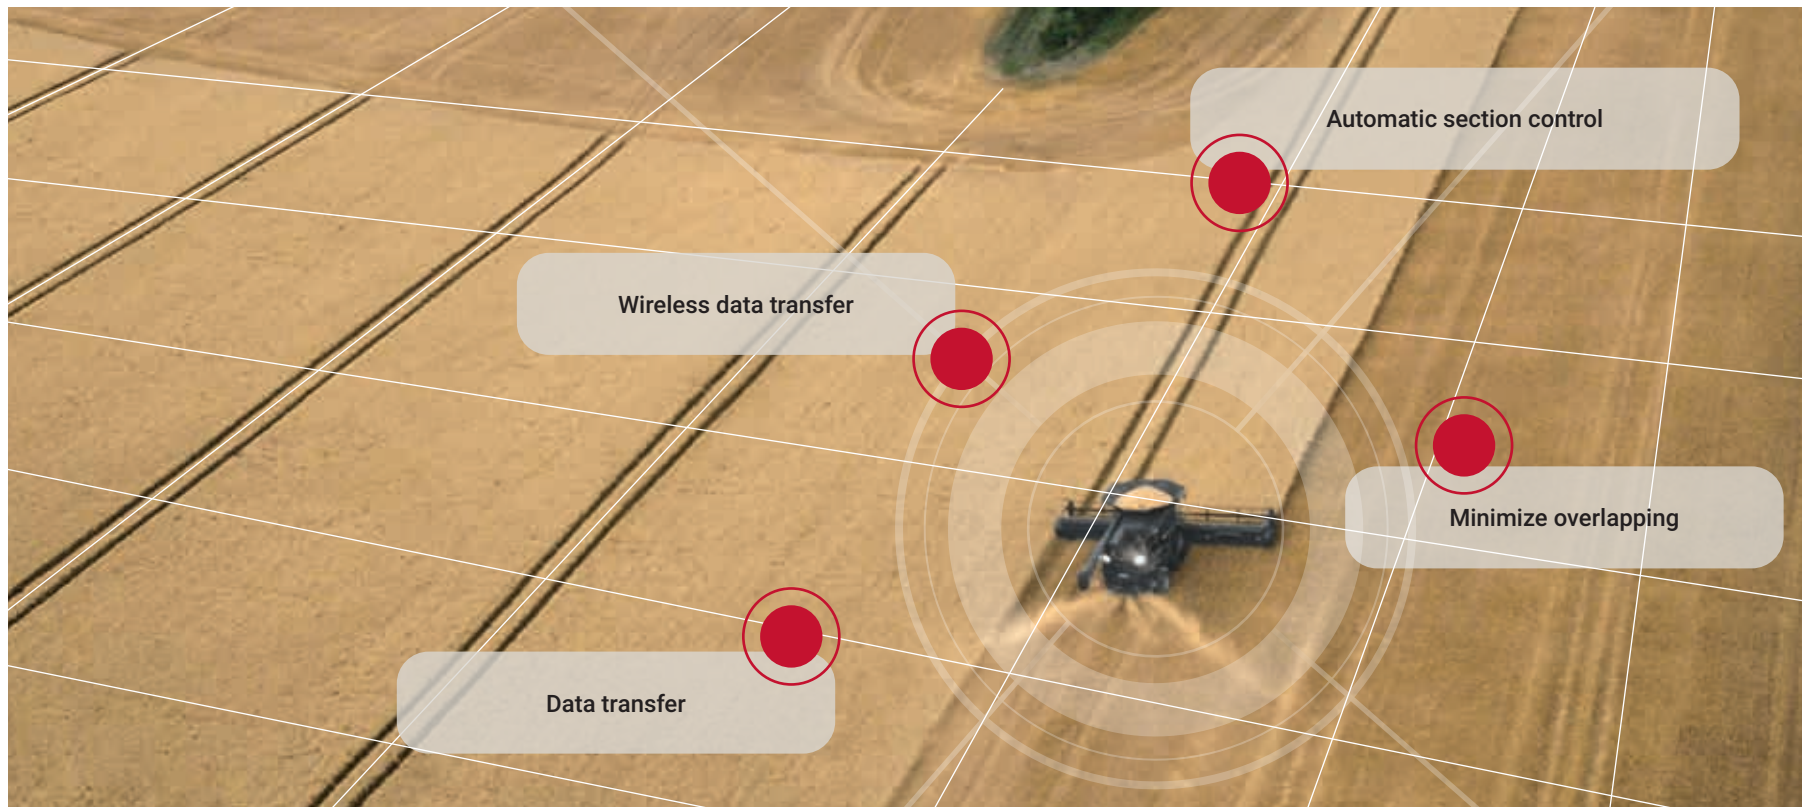 Automatic section control
Wireless data transfer
Minimize overlapping
Data transfer